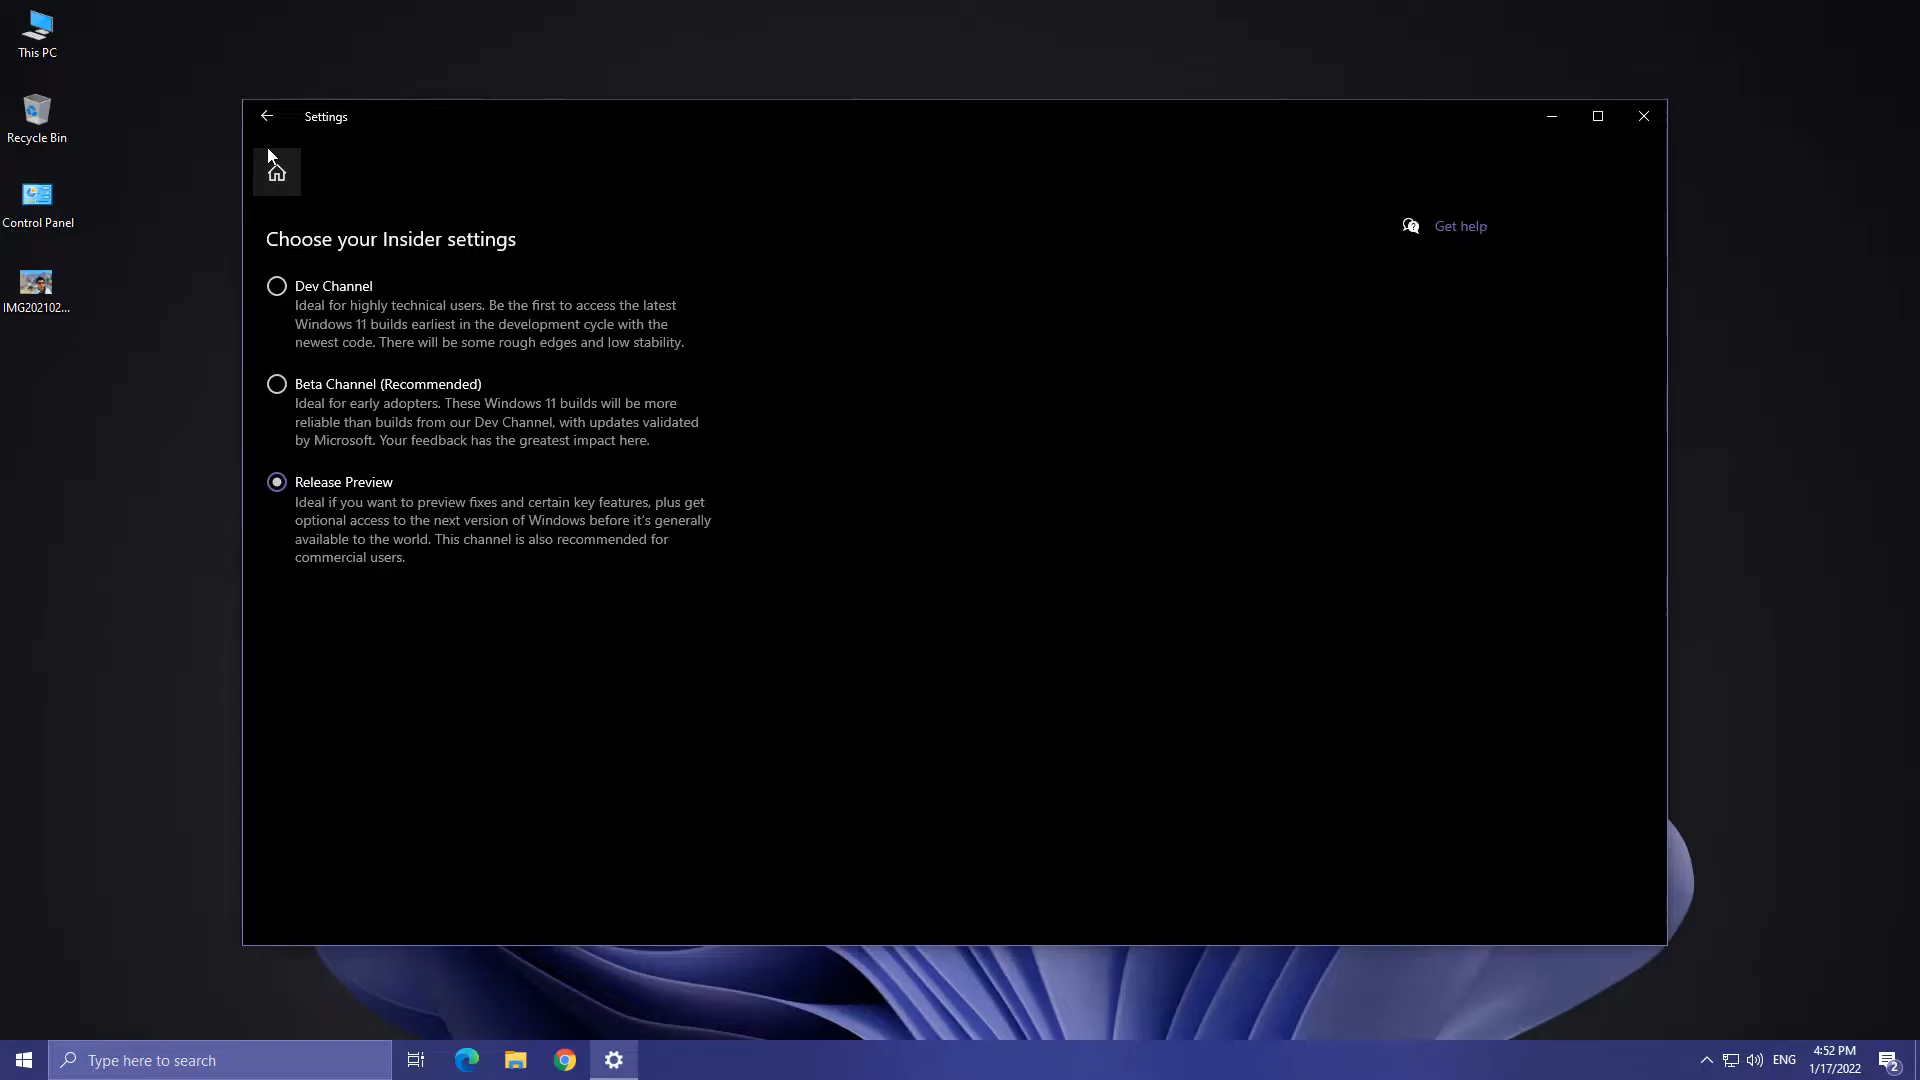 This PC
Recycle Bin
Control Panel
IMG202102...
Settings
Get help
Choose your Insider settings
Dev Channel
Ideal for highly technical users. Be the first to access the latest
Windows 11 builds earliest in the development cycle with the
newest code. There will be some rough edges and low stability.
Beta Channel (Recommended)
Ideal for early adopters. These Windows 11 builds will be more
reliable than builds from our Dev Channel, with updates validated
by Microsoft. Your feedback has the greatest impact here.
Release Preview
Ideal if you want to preview fixes and certain key features, plus get
optional access to the next version of Windows before it's generally
available to the world. This channel is also recommended for
commercial users.
Type here to search
ENG
4:52 PM
1/17/2022
2